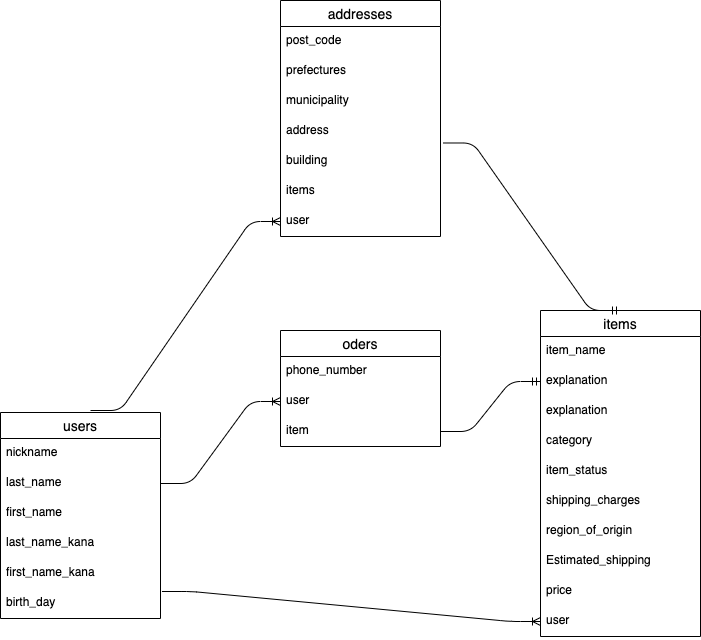 addresses
post_code
prefectures
municipality
address
building
items
user
oders
phone_number
user
item
users
nickname
last_name
first_name
last_name_kana
first_name_kana
birth_day
items
item_name
explanation
explanation
category
item_status
shipping_charges
region_of_origin
Estimated_shipping
price
user